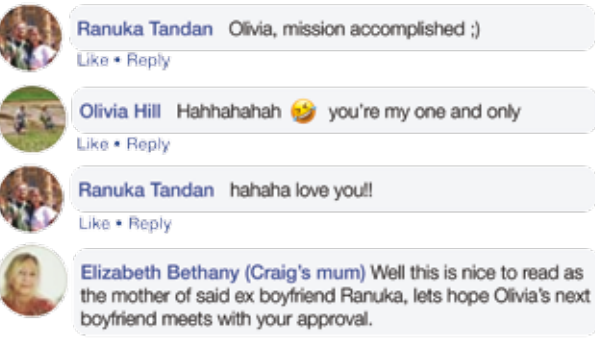 Ranuka Tandan Olivia, mission accomplished ;)
Like • Reply
Olivia Hill Hahhahahah 🤣 you're my one and only
Like • Reply
Ranuka Tandan hahaha love you!!
Like • Reply
Elizabeth Bethany (Craig's mum) Well this is nice to read as
the mother of said ex boyfriend Ranuka, lets hope Olivia's next
boyfriend meets with your approval.